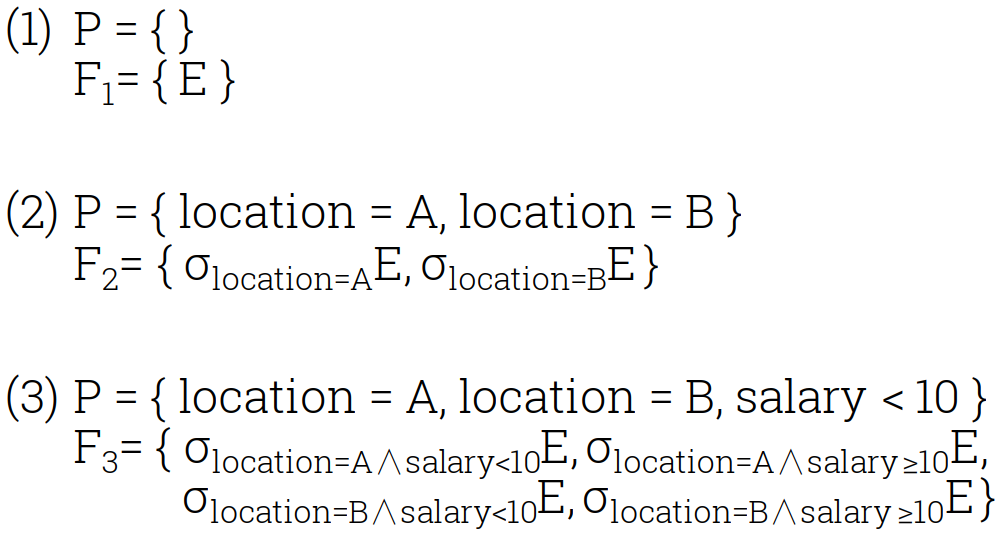 (1) P = { }
F₁= { E }
(2) P = { location = A, location = B }
F₂= { σlocation=AE, σlocation=BE }
(3) P = { location = A, location = B, salary < 10 }
F₃= { σlocation=A∧salary<10E, σlocation=A∧salary≥10E,
σlocation=B∧salary<10E, σlocation=B∧salary≥10E }